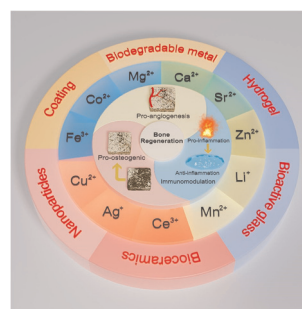 Biodegradable metal
Hydrogel
Bioactive glass
Bioceramics
Nanoparticles
Coating
Mg²⁺
Ca²⁺
Sr²⁺
Zn²⁺
Li⁺
Mn²⁺
Ce³⁺
Ag⁺
Cu²⁺
Fe³⁺
Co²⁺
Pro-angiogenesis
Pro-inflammation
Anti-inflammation
Immunomodulation
Pro-osteogenic
Bone
Regeneration